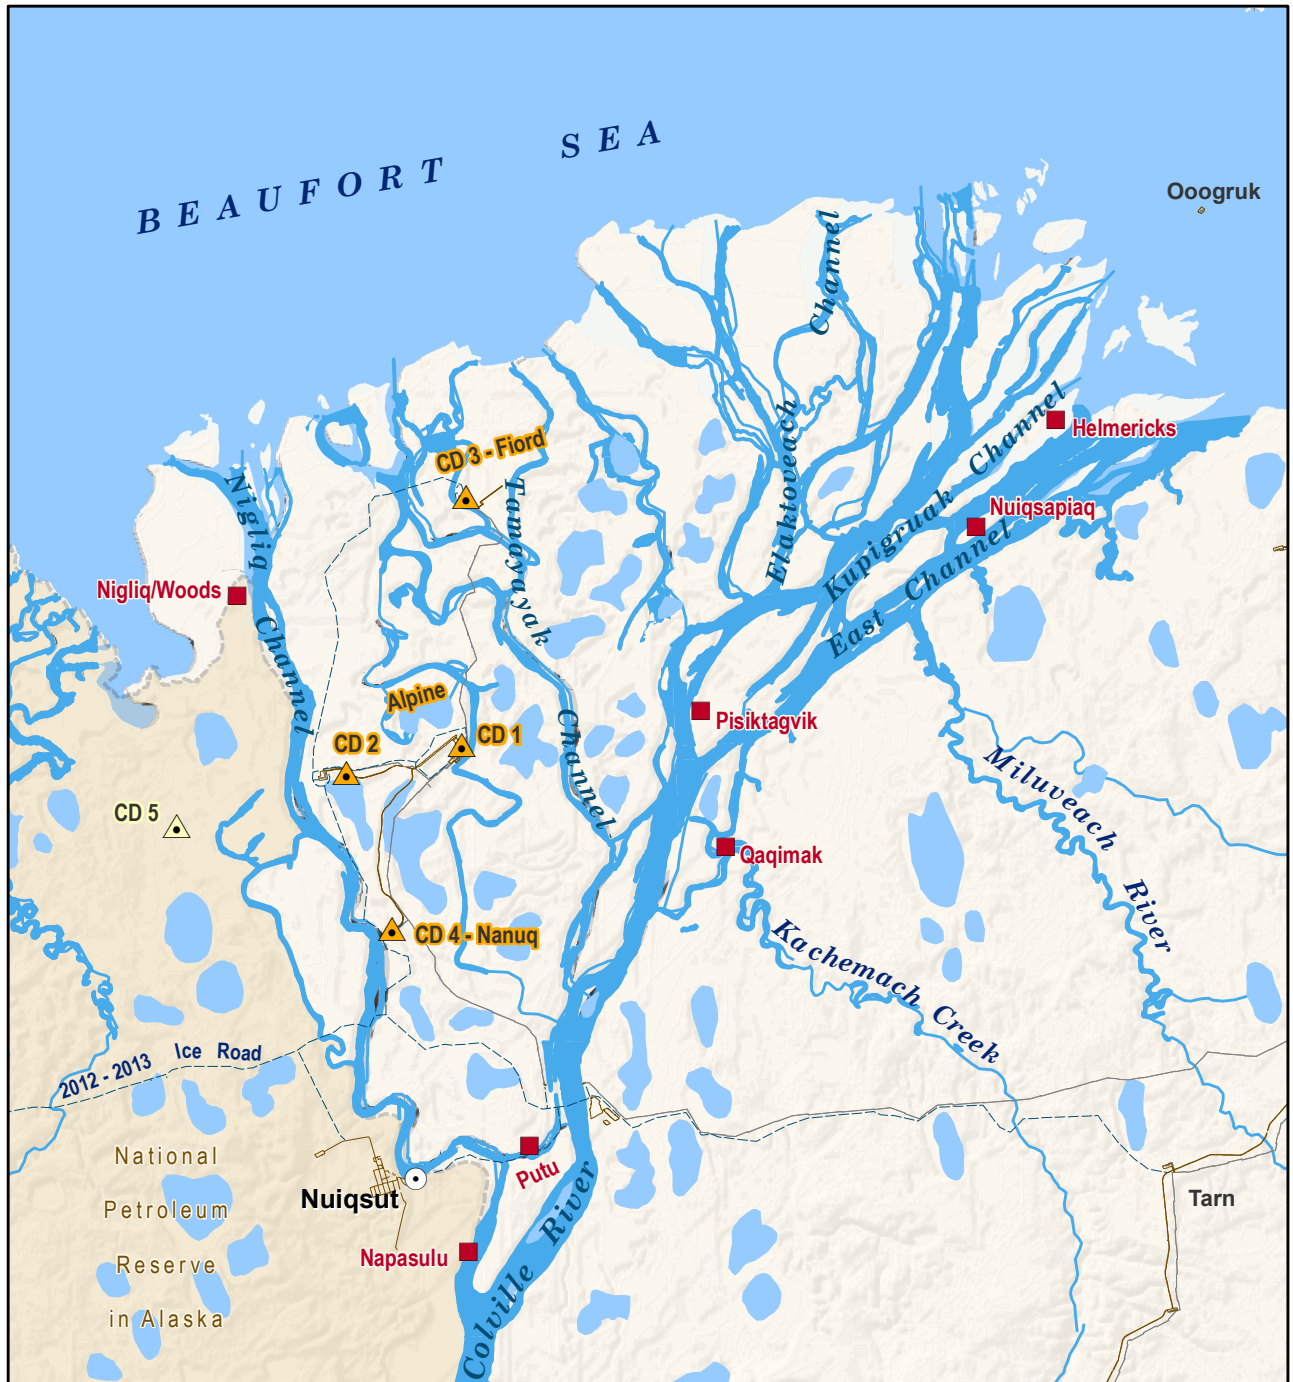 BEAUFORT SEA
Ooogruk
Channel
Elaktoveach
Kupigruak Channel
Helmericks
CD 3 - Fiord
Nigliq
Channel
Tamayayak
Channel
Nuiqsapiaq
East Channel
Nigliq/Woods
Alpine
Pisiktagvik
CD 1
CD 2
CD 5
Miluveach
River
Qaqimak
CD 4 - Nanuq
Kachemach Creek
2012 - 2013 Ice Road
National
Petroleum
Reserve
in Alaska
Putu
Nuiqsut
Tarn
Napasulu
Colville River